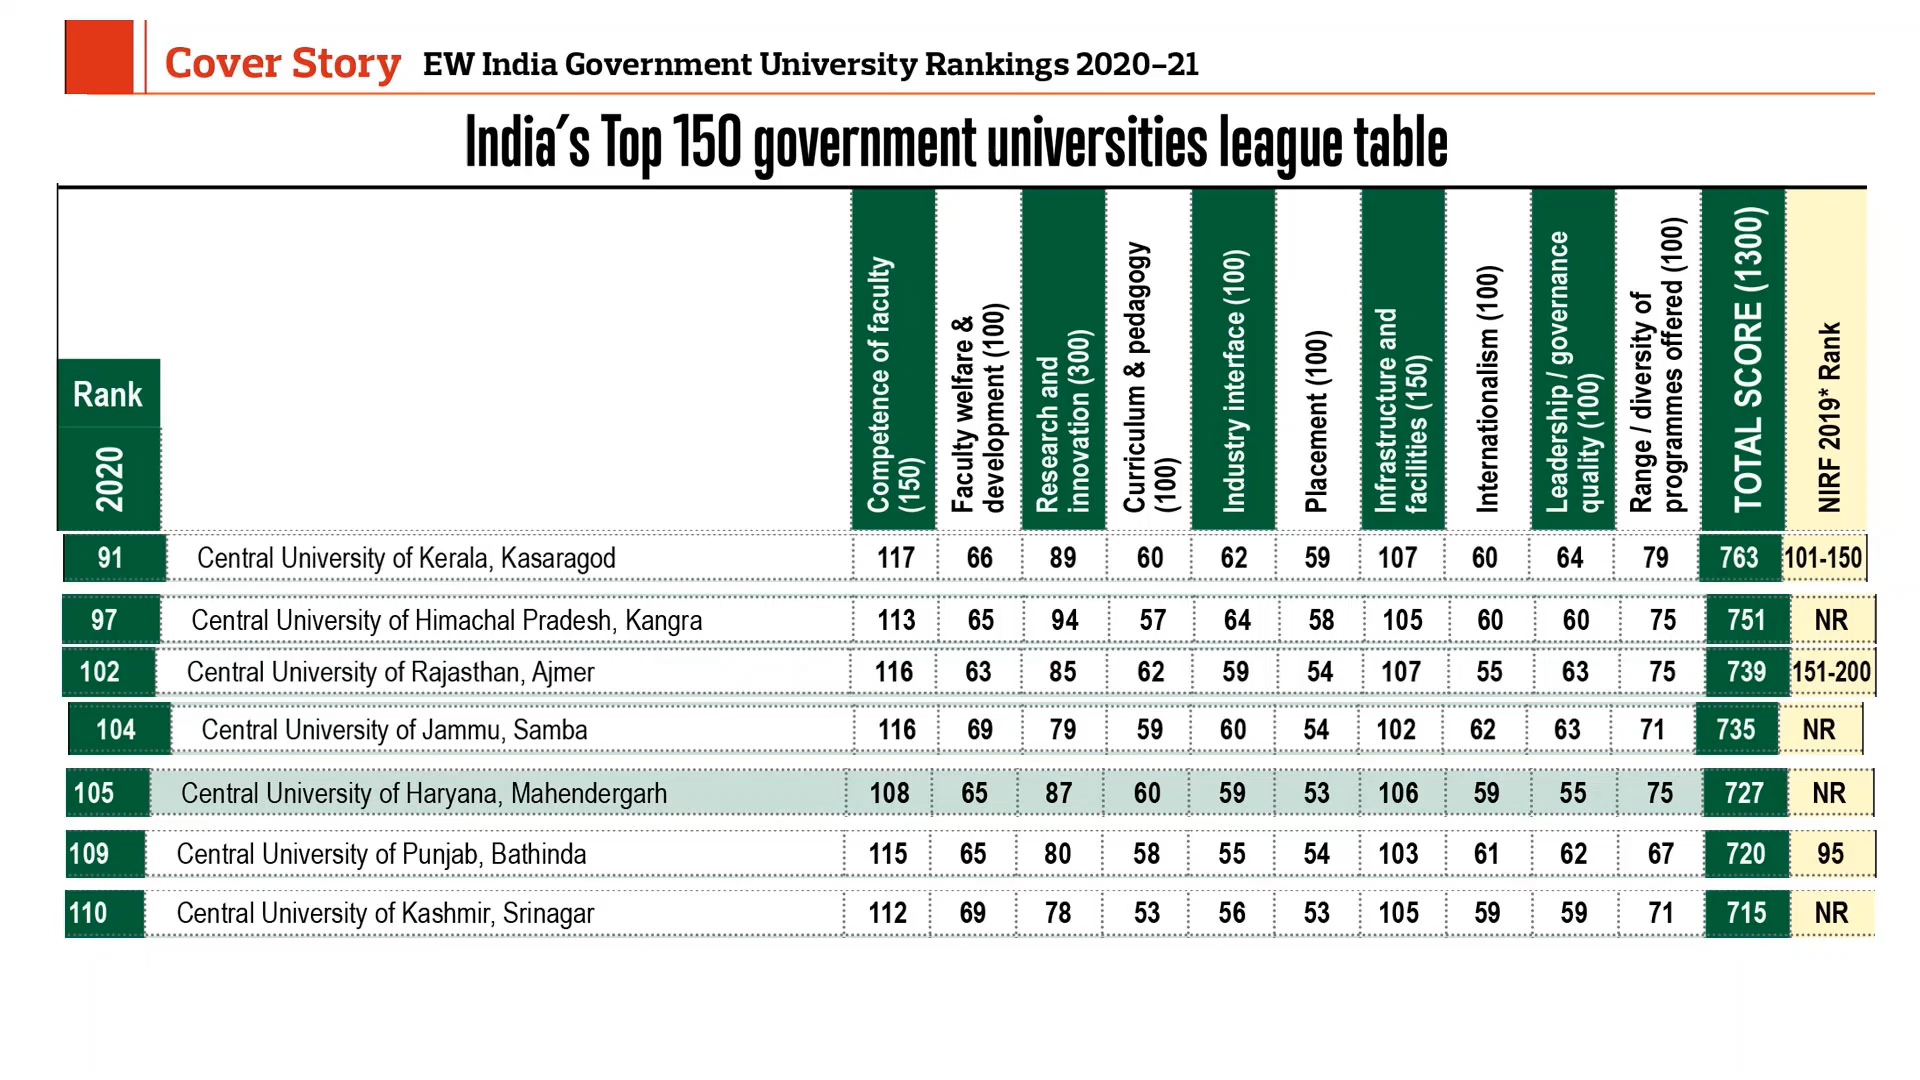 Cover Story EW India Government University Rankings 2020–21
India's Top 150 government universities league table
Rank
2020
Competence of faculty
(150)
Faculty welfare &
development (100)
Research and
innovation (300)
Curriculum & pedagogy
(100)
Industry interface (100)
Placement (100)
Infrastructure and
facilities (150)
Internationalism (100)
Leadership / governance
quality (100)
Range / diversity of
programmes offered (100)
TOTAL SCORE (1300)
NIRF 2019* Rank
91 Central University of Kerala, Kasaragod 117 66 89 60 62 59 107 60 64 79 763 101-150
97 Central University of Himachal Pradesh, Kangra 113 65 94 57 64 58 105 60 60 75 751 NR
102 Central University of Rajasthan, Ajmer 116 63 85 62 59 54 107 55 63 75 739 151-200
104 Central University of Jammu, Samba 116 69 79 59 60 54 102 62 63 71 735 NR
105 Central University of Haryana, Mahendergarh 108 65 87 60 59 53 106 59 55 75 727 NR
109 Central University of Punjab, Bathinda 115 65 80 58 55 54 103 61 62 67 720 95
110 Central University of Kashmir, Srinagar 112 69 78 53 56 53 105 59 59 71 715 NR